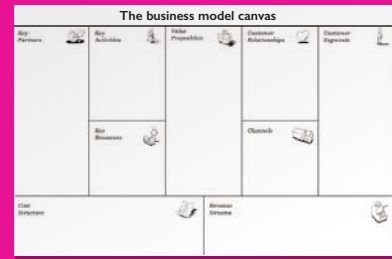 The business model canvas
Key
Partners
Key
Activities
Value
Propositions
Customer
Relationships
Customer
Segments
Key
Resources
Channels
Cost
Structure
Revenue
Streams